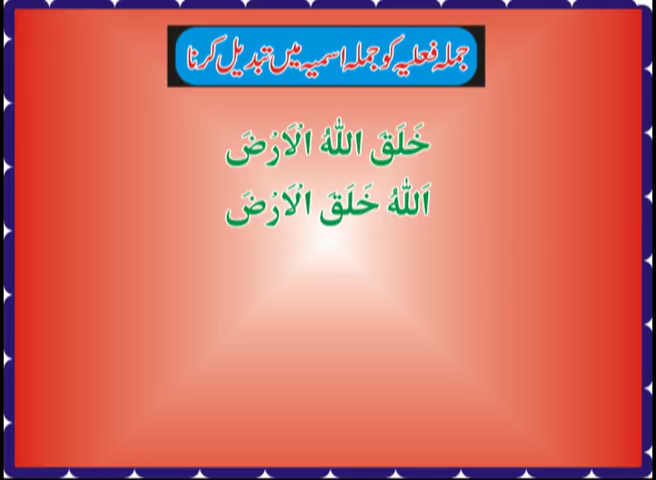 جملہ فعلیہ کو جملہ اسمیہ میں تبدیل کرنا
خَلَقَ اللّٰهُ الْاَرْضَ
اَللّٰهُ خَلَقَ الْاَرْضَ